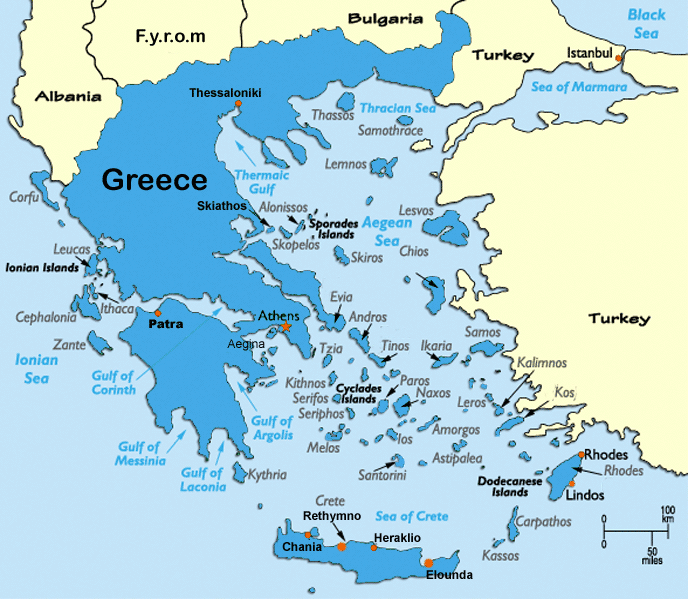 Bulgaria
Black
Sea
F.y.r.o.m
Turkey
Istanbul
Albania
Thessaloniki
Sea of Marmara
Thassos
Thracian Sea
Samothrace
Greece
Thermaic
Gulf
Lemnos
Corfu
Skiathos
Alonissos
Sporades
Islands
Aegean
Sea
Lesvos
Skopelos
Skiros
Chios
Leucas
Ionian Islands
Ithaca
Cephalonia
Patra
Athens
Evia
Andros
Turkey
Zante
Aegina
Tzia
Tinos
Ikaria
Samos
Ionian
Sea
Gulf of
Corinth
Kithnos
Serifos
Seriphos
Cyclades
Islands
Paros
Naxos
Leros
Kalimnos
Kos
Gulf of
Argolis
Gulf of
Messinia
Gulf of
Laconia
Melos
Ios
Amorgos
Astipalea
Kythria
Santorini
Rhodes
Rhodes
Dodecanese
Islands
Lindos
Crete
Rethymno
Sea of Crete
Carpathos
Chania
Heraklio
Kassos
Elounda
0
100
km
0
50
miles